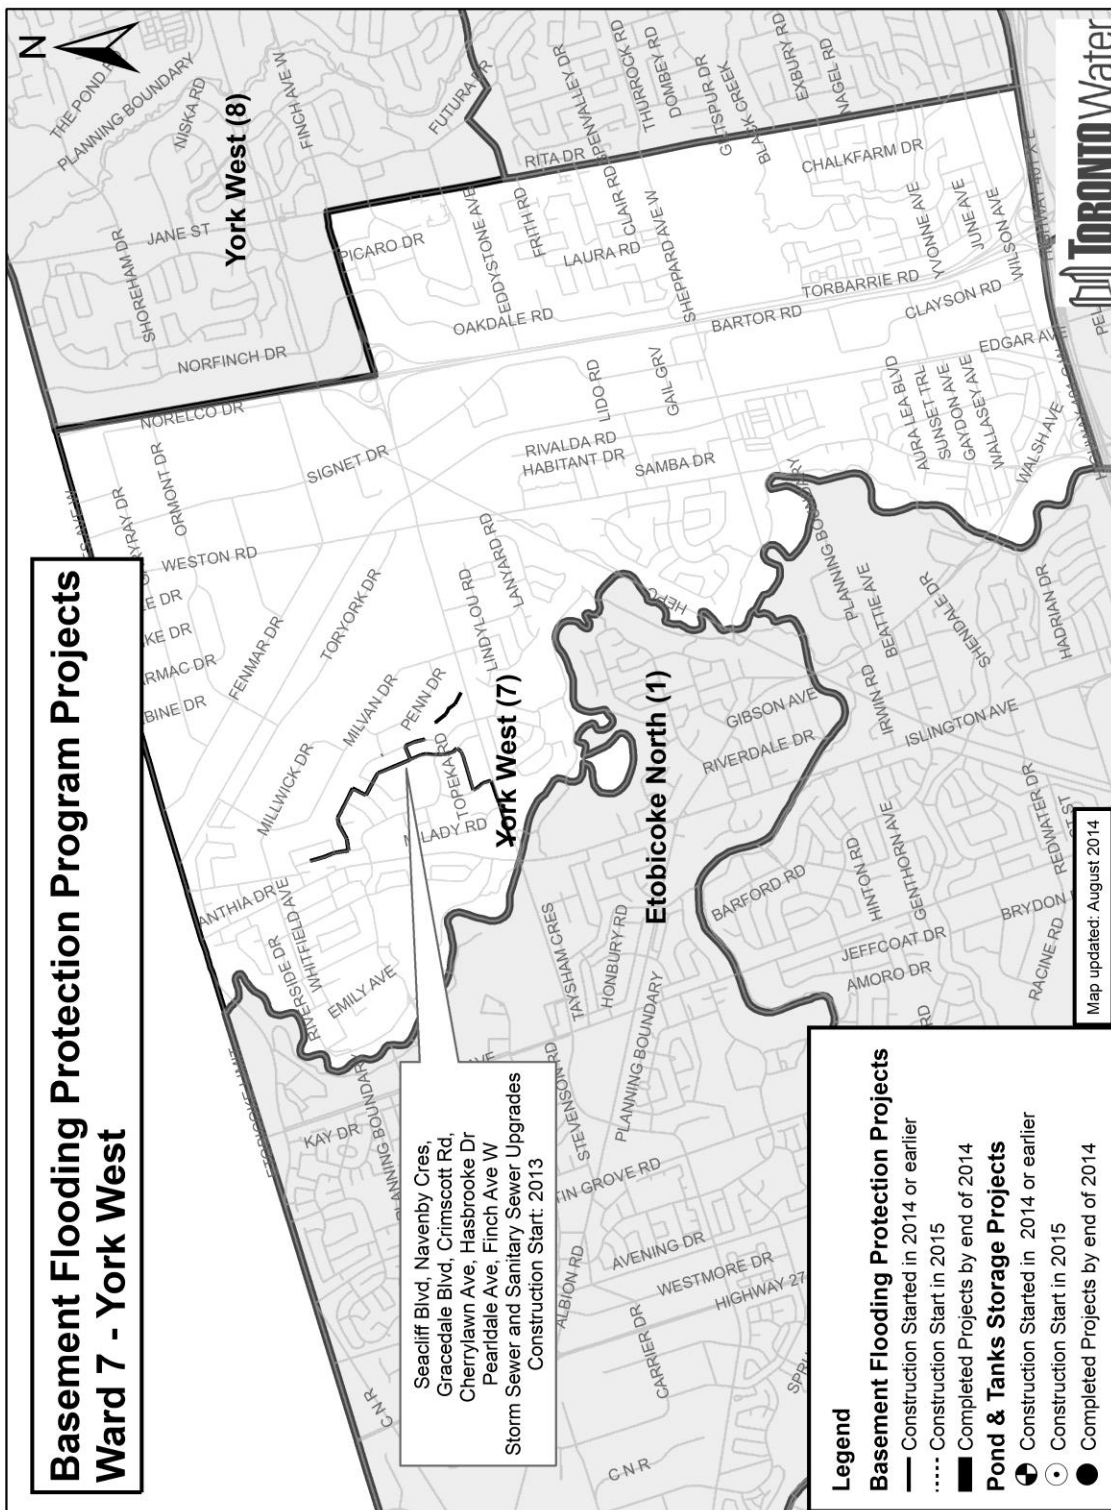 Basement Flooding Protection Program Projects
Ward 7 - York West
N
THE POND
PLANNING BOUNDARY
NISKA RD
FINCH AVE W
FUTURA DR
York West (8)
JANE ST
SHOREHAM DR
NORFINCH DR
PICARO DR
EDDYSTONE AVE
OAKDALE RD
RITA DR
FRITH RD
CLAIR RD
LAURA RD
SHEPPARD AVE W
SPENVALLEY DR
THURROCK RD
DOMBEY RD
GILTSPUR DR
BLACK CREEK
EXBURY RD
NAGEL RD
CHALKFARM DR
YVONNE AVE
JUNE AVE
WILSON AVE
TORBARRIE RD
BARTOR RD
CLAYSON RD
EDGAR AVE
NORELCO DR
ORMONT DR
SIGNET DR
WESTON RD
FENMAR DR
TORYORK DR
RIVALDA RD
HABITANT DR
LIDO RD
GAIL GRV
SAMBA DR
LANYARD RD
LINDYLOU RD
AURA LEA BLVD
SUNSET TRL
GAYDON AVE
WALLASEY AVE
WALSH AVE
MILLWICK DR
MILVAN DR
PENN DR
TOPEKA RD
MILADY RD
York West (7)
ANTHIA DR
WHITFIELD AVE
RIVERSIDE DR
EMILY AVE
HEPC
PLANNING BOUNDARY
BEATTIE AVE
SHENDALE DR
HADRIAN DR
Etobicoke North (1)
GIBSON AVE
RIVERDALE DR
IRWIN RD
ISLINGTON AVE
REDWATER DR
HINTON RD
GENTHORN AVE
BARFORD RD
BRYDON
JEFFCOAT DR
AMORO DR
RACINE RD
TAYSHAM CRES
HONBURY RD
PLANNING BOUNDARY
STEVENSON RD
KAY DR
PLANNING BOUNDARY
ETOBICOKE LIMIT
TIN GROVE RD
ALBION RD
AVENING DR
WESTMORE DR
HIGHWAY 27
CARRIER DR
C N R
C N R
Seacliff Blvd, Navenby Cres,
Gracedale Blvd, Crimscott Rd,
Cherrylawn Ave, Hasbrooke Dr
Pearldale Ave, Finch Ave W
Storm Sewer and Sanitary Sewer Upgrades
Construction Start: 2013
Legend
Basement Flooding Protection Projects
Construction Started in 2014 or earlier
Construction Start in 2015
Completed Projects by end of 2014
Pond & Tanks Storage Projects
Construction Started in 2014 or earlier
Construction Start in 2015
Completed Projects by end of 2014
Map updated: August 2014
TORONTO Water